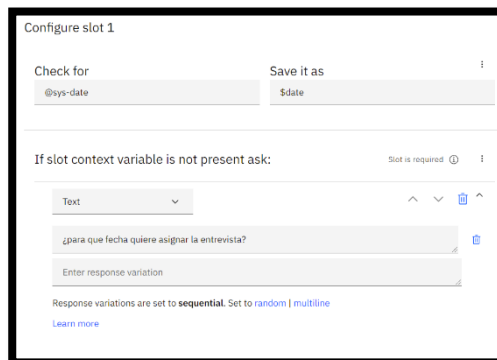 Configure slot 1
Check for
Save it as
@sys-date
$date
If slot context variable is not present ask:
Slot is required
Text
¿para que fecha quiere asignar la entrevista?
Enter response variation
Response variations are set to sequential. Set to random | multiline
Learn more